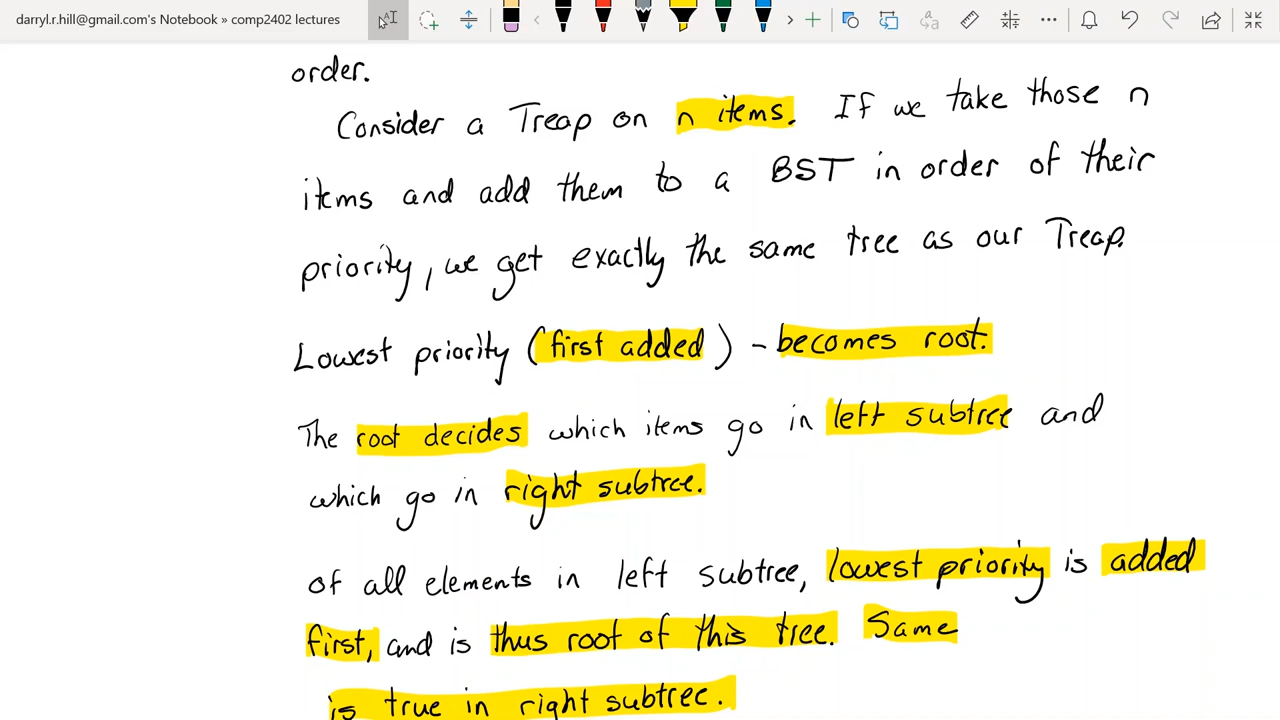 darryl.r.hill@gmail.com's Notebook » comp2402 lectures
order.
Consider a Treap on n items. If we take those n
items and add them to a BST in order of their
priority, we get exactly the same tree as our Treap.
Lowest priority (first added) - becomes root.
The root decides which items go in left subtree and
which go in right subtree.
of all elements in left subtree, lowest priority is added
first, and is thus root of this tree. Same
is true in right subtree.